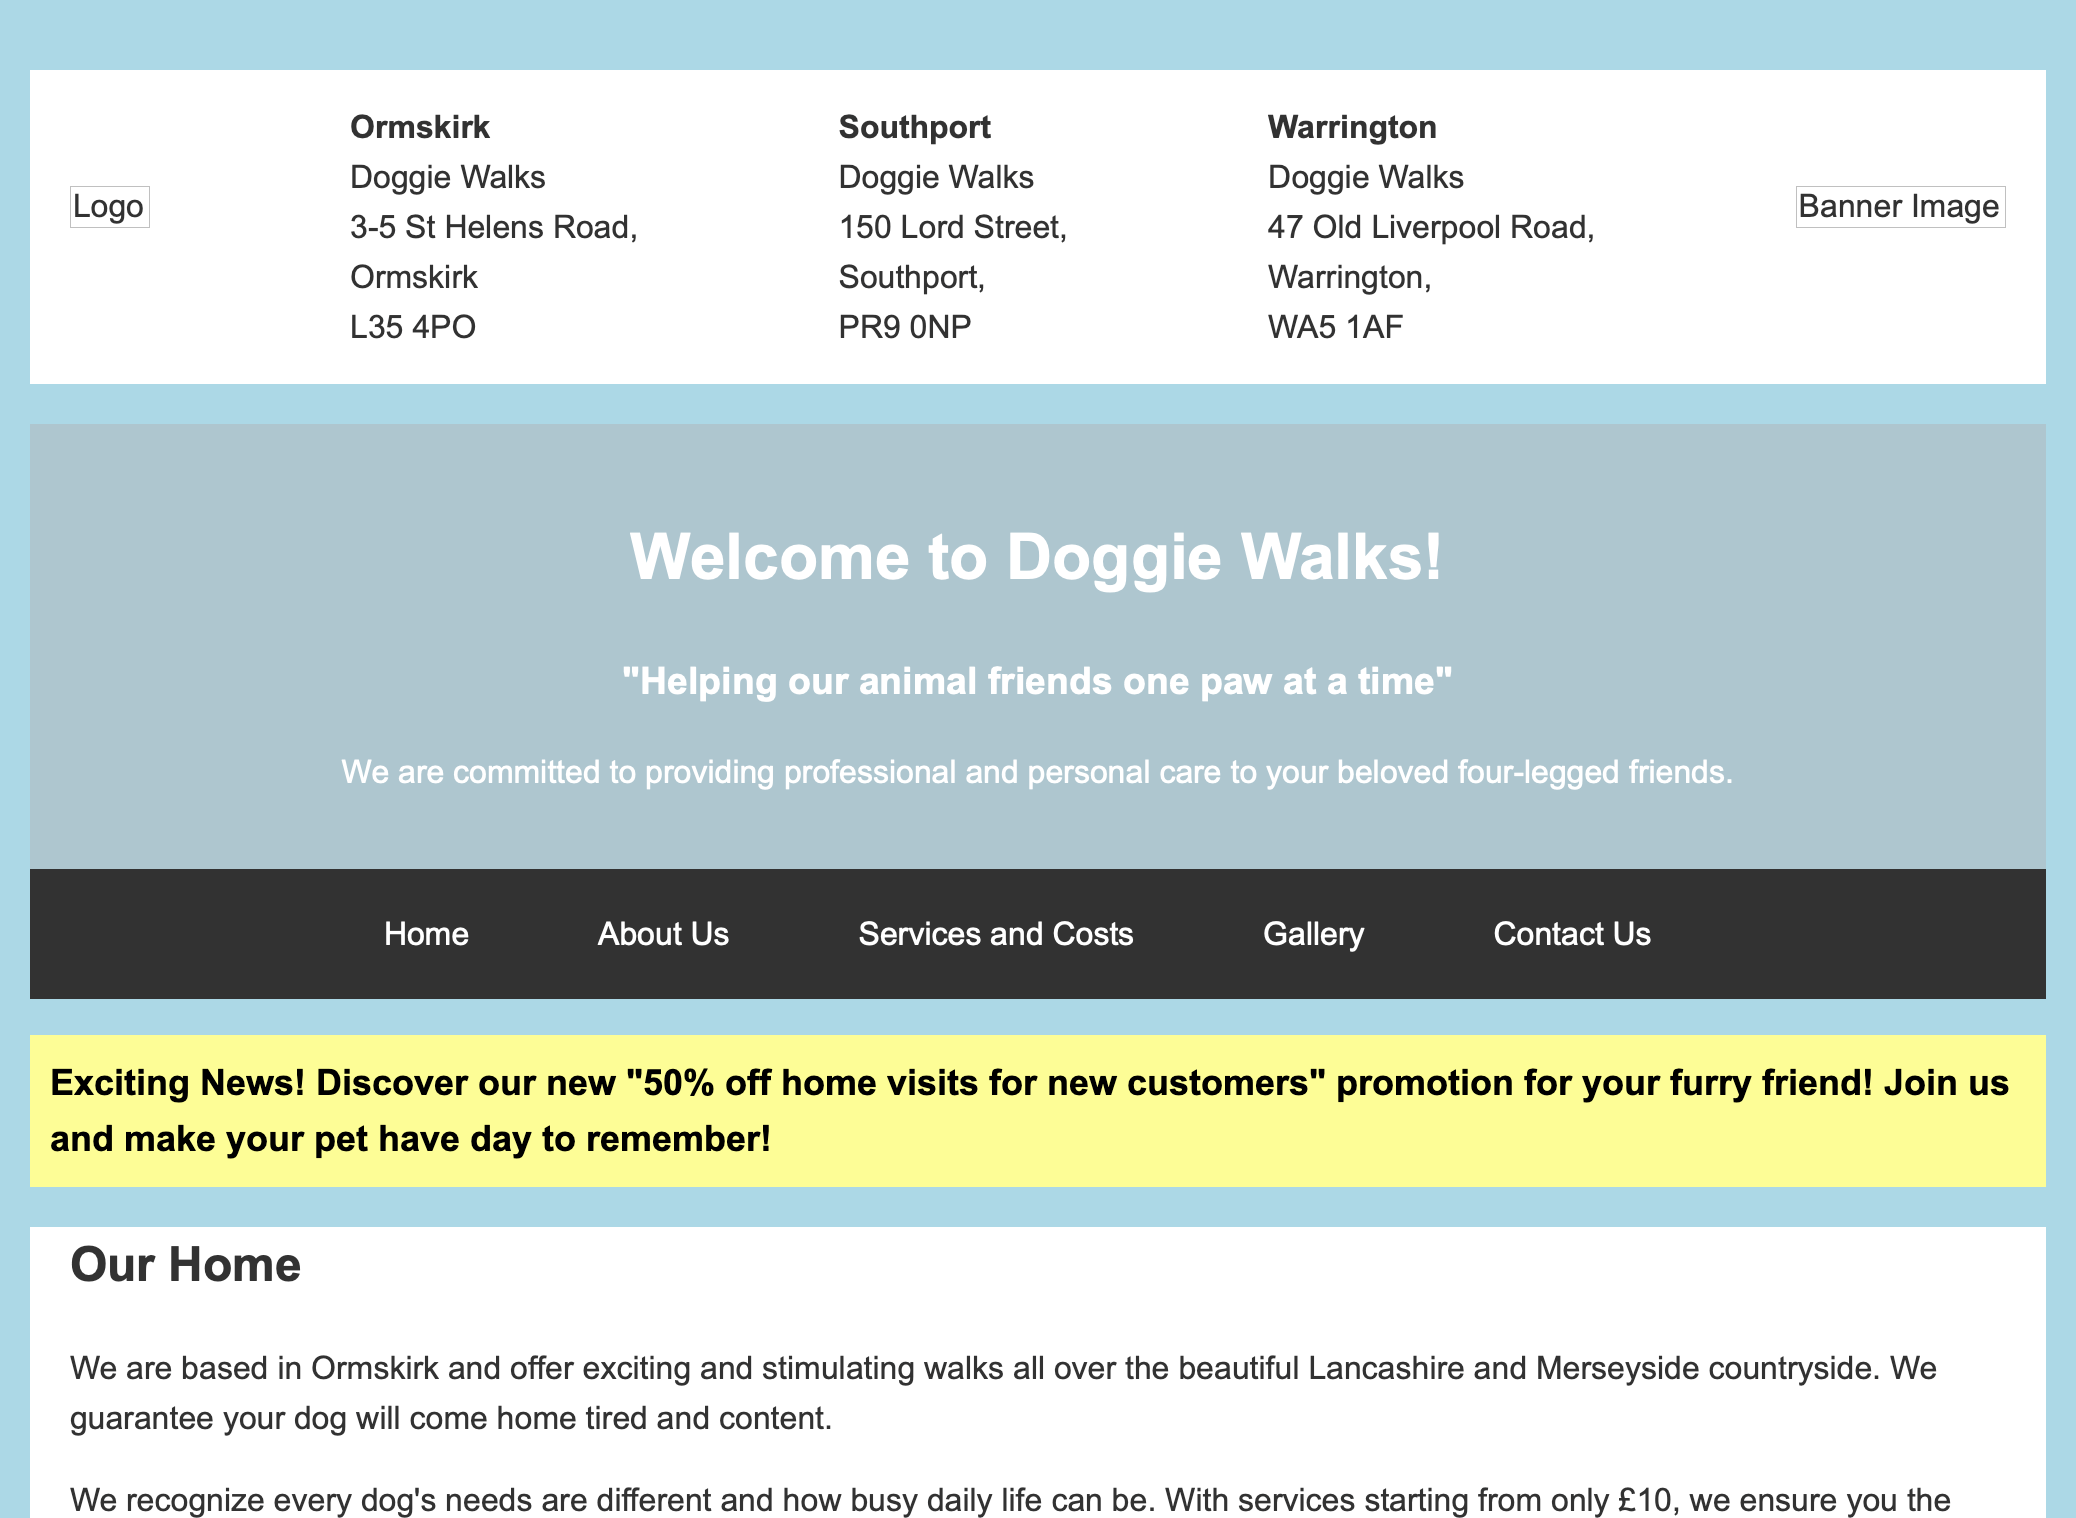 Logo
Ormskirk
Doggie Walks
3-5 St Helens Road,
Ormskirk
L35 4PO
Southport
Doggie Walks
150 Lord Street,
Southport,
PR9 0NP
Warrington
Doggie Walks
47 Old Liverpool Road,
Warrington,
WA5 1AF
Banner Image
Welcome to Doggie Walks!
"Helping our animal friends one paw at a time"
We are committed to providing professional and personal care to your beloved four-legged friends.
Home About Us Services and Costs Gallery Contact Us
Exciting News! Discover our new "50% off home visits for new customers" promotion for your furry friend! Join us
and make your pet have day to remember!
Our Home
We are based in Ormskirk and offer exciting and stimulating walks all over the beautiful Lancashire and Merseyside countryside. We
guarantee your dog will come home tired and content.
We recognize every dog's needs are different and how busy daily life can be. With services starting from only £10, we ensure you the